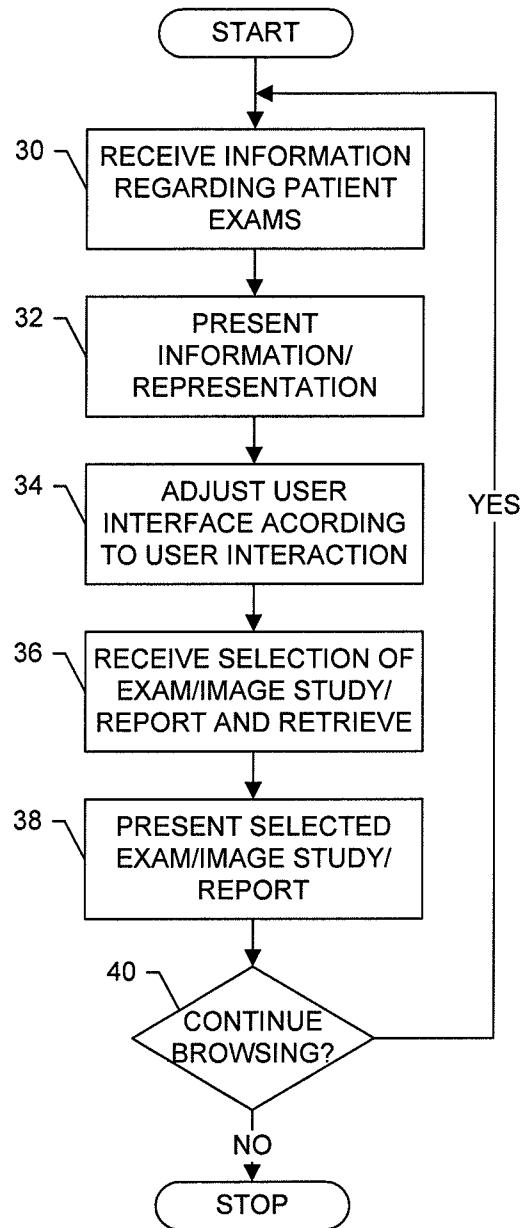 START
30
RECEIVE INFORMATION
REGARDING PATIENT
EXAMS
32
PRESENT
INFORMATION/
REPRESENTATION
34
ADJUST USER
INTERFACE ACORDING
TO USER INTERACTION
YES
36
RECEIVE SELECTION OF
EXAM/IMAGE STUDY/
REPORT AND RETRIEVE
38
PRESENT SELECTED
EXAM/IMAGE STUDY/
REPORT
40
CONTINUE
BROWSING?
NO
STOP